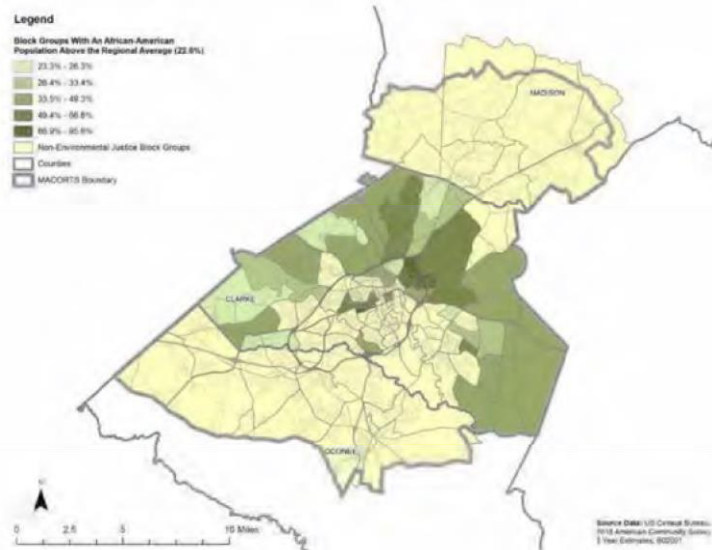 Legend
Block Groups With An African-American
Population Above the Regional Average (22.6%)
23.3% - 26.3%
26.4% - 33.4%
33.5% - 49.3%
49.4% - 66.8%
66.9% - 95.6%
Non-Environmental Justice Block Groups
Counties
MACORTS Boundary
MADISON
CLARKE
OCONEE
N
0 2.5 5 10 Miles
Source Data: US Census Bureau,
American Community Survey
5 Year Estimates,